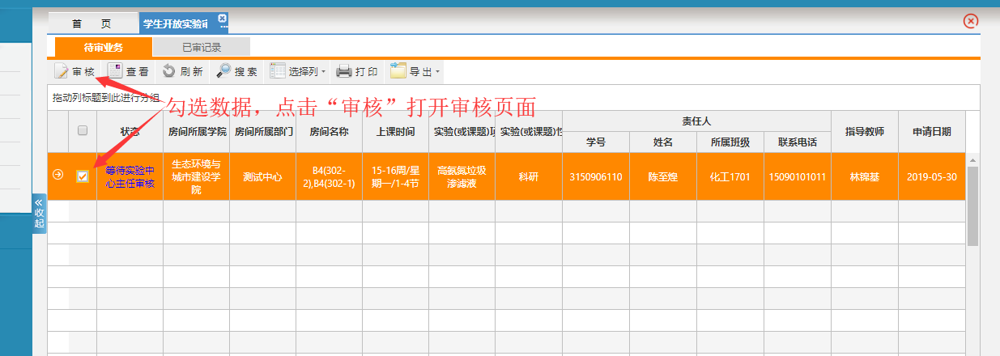 首 页
学生开放实验审...
待审业务
已审记录
审核
查看
刷新
搜索
选择列
打印
导出
拖动列标题到此进行分组
勾选数据，点击“审核”打开审核页面
状态
房间所属学院
房间所属部门
房间名称
上课时间
实验(或课题)项
实验(或课题)性
责任人
学号
姓名
所属班级
联系电话
指导教师
申请日期
等待实验中
心主任审核
生态环境与
城市建设学
院
测试中心
B4(302-
2),B4(302-1)
15-16周/星
期一/1-4节
高氨氮垃圾
渗滤液
科研
3150906110
陈至煌
化工1701
15090101011
林锦基
2019-05-30
收
起